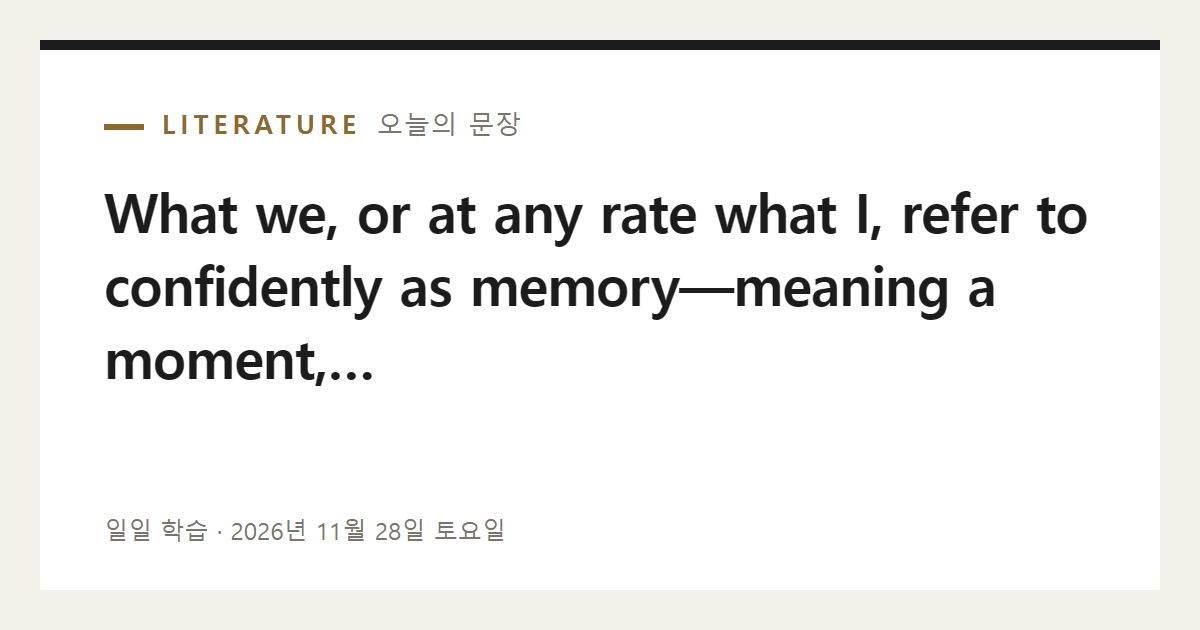 LITERATURE 오늘의 문장
What we, or at any rate what I, refer to
confidently as memory—meaning a
moment,…
일일 학습 · 2026년 11월 28일 토요일